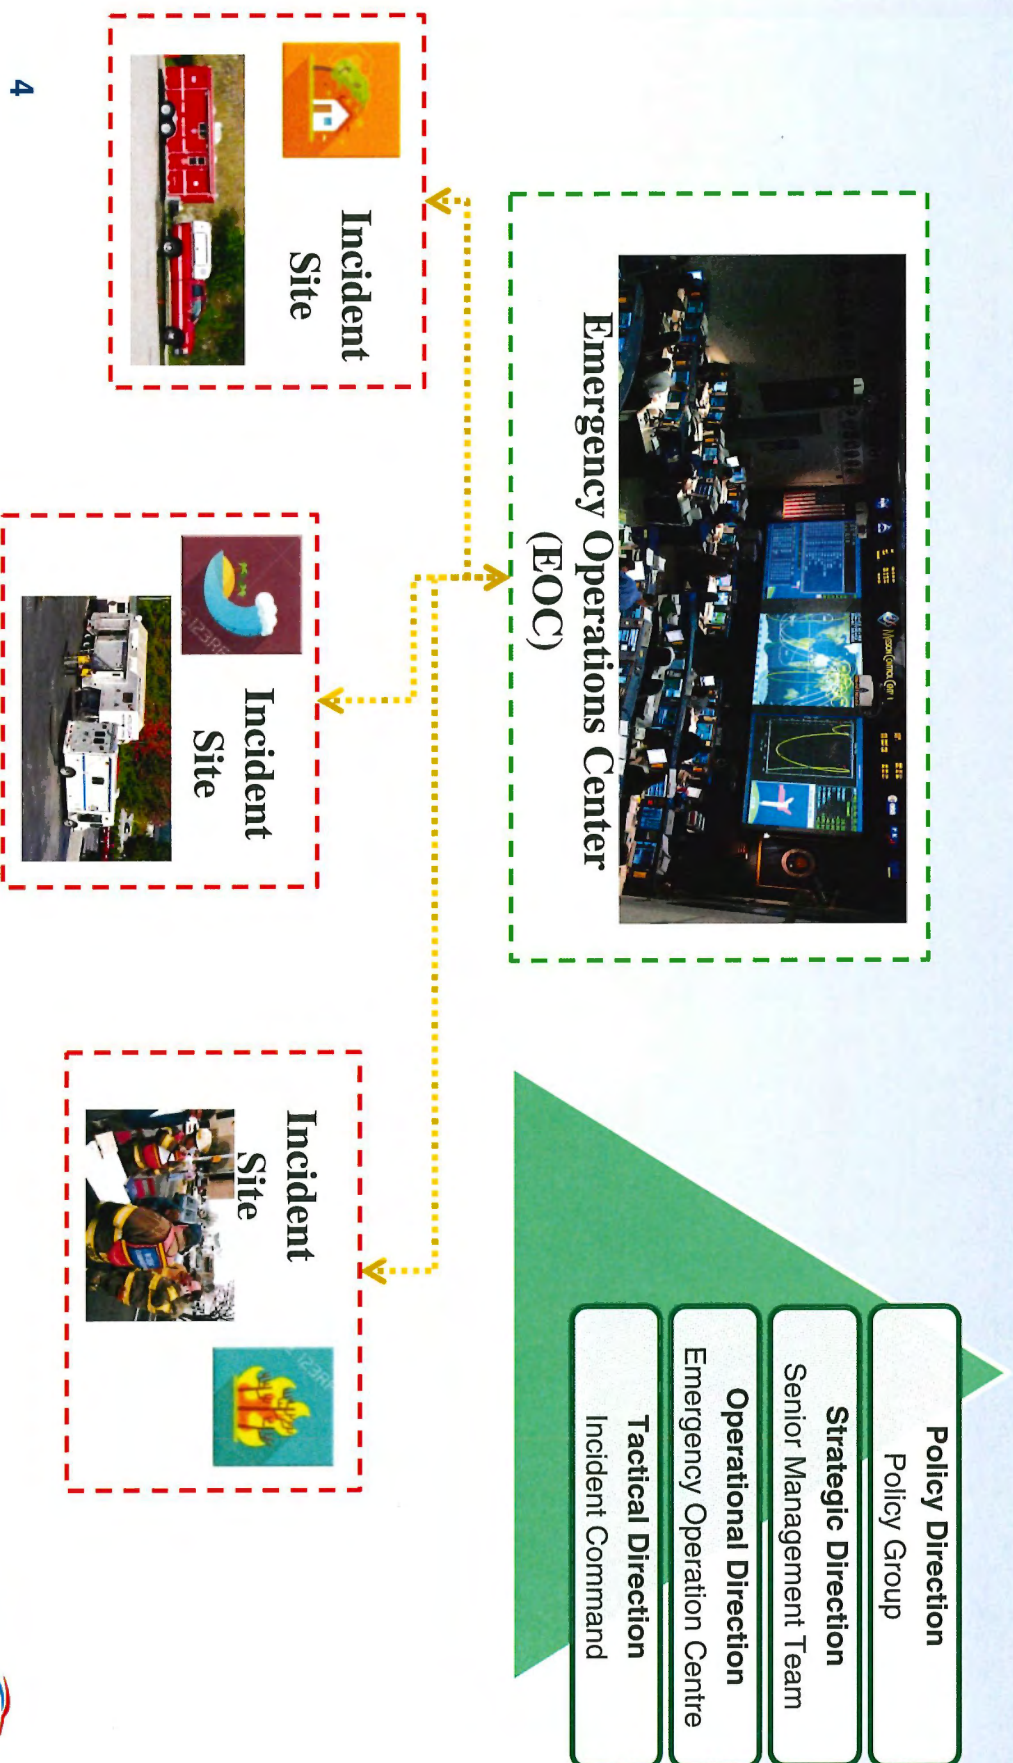 Emergency Operations Center
(EOC)
Policy Direction
Policy Group
Strategic Direction
Senior Management Team
Operational Direction
Emergency Operation Centre
Tactical Direction
Incident Command
Incident
Site
Incident
Site
Incident
Site
4